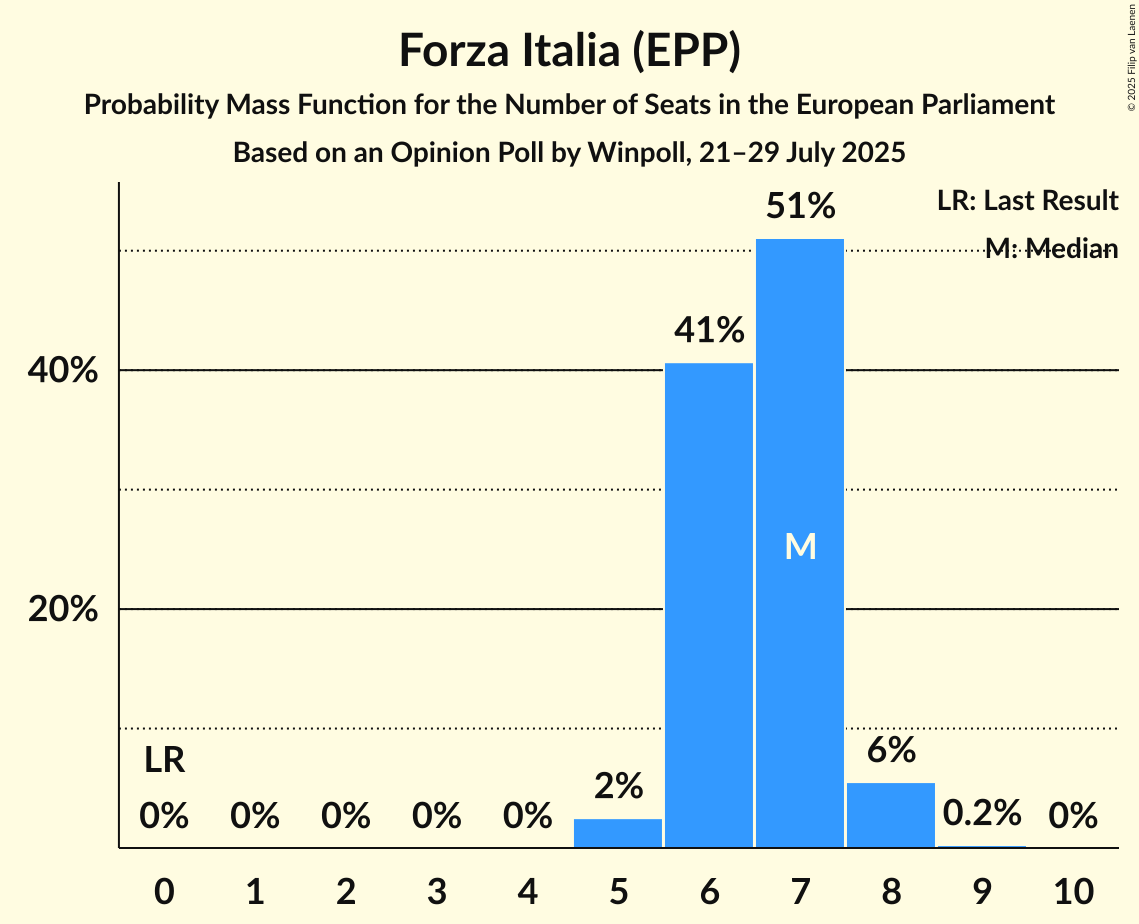 Forza Italia (EPP)
Probability Mass Function for the Number of Seats in the European Parliament
Based on an Opinion Poll by Winpoll, 21–29 July 2025
© 2025 Filip van Laenen
LR: Last Result
M: Median
51%
41%
40%
M
20%
LR
6%
2%
0% 0% 0% 0% 0% 0.2% 0%
0 1 2 3 4 5 6 7 8 9 10